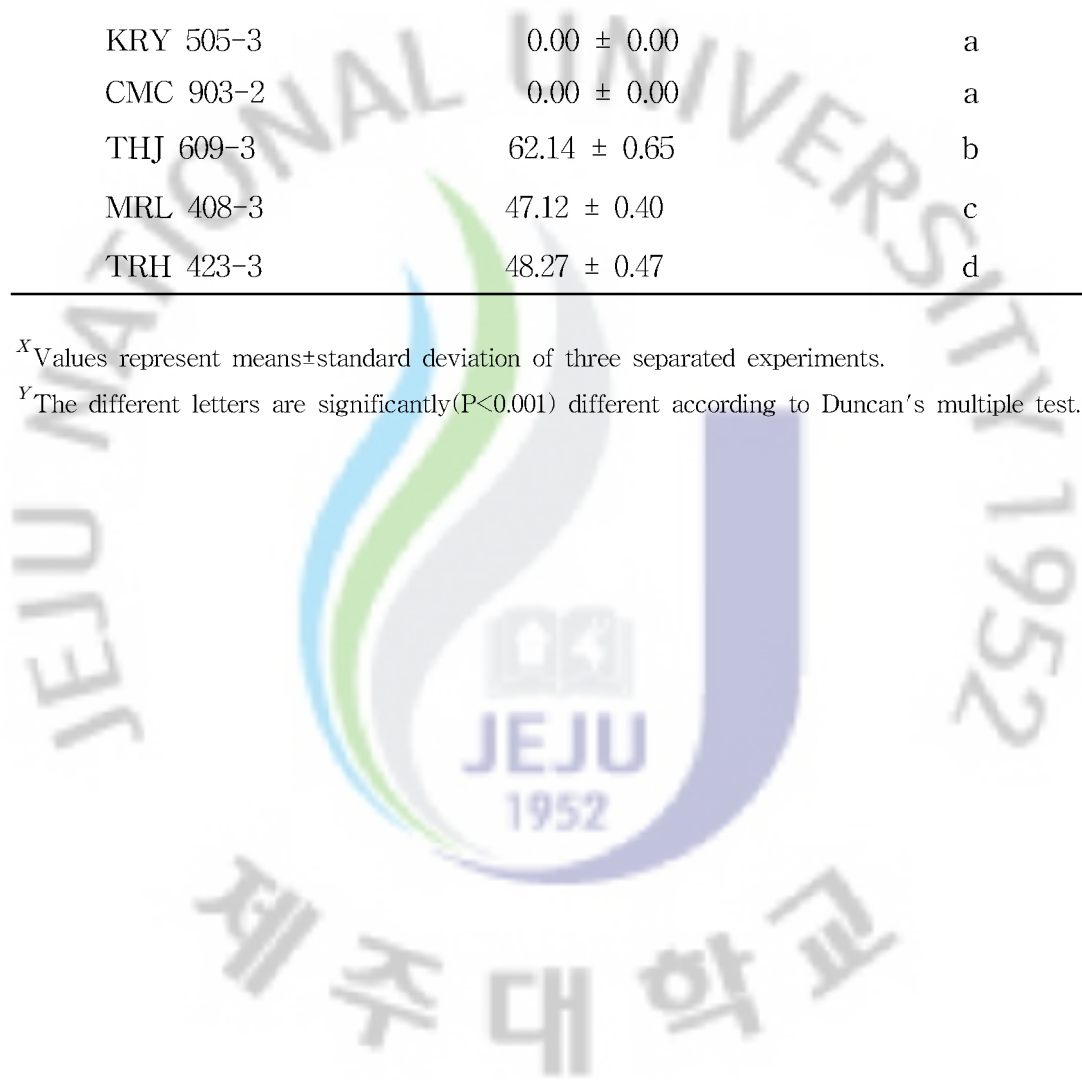 KRY 505-3 0.00 ± 0.00 a
CMC 903-2 0.00 ± 0.00 a
THJ 609-3 62.14 ± 0.65 b
MRL 408-3 47.12 ± 0.40 c
TRH 423-3 48.27 ± 0.47 d
X Values represent means±standard deviation of three separated experiments.
Y The different letters are significantly(P<0.001) different according to Duncan's multiple test.
JEJU NATIONAL UNIVERSITY 1952
JEJU
1952
제주대학교